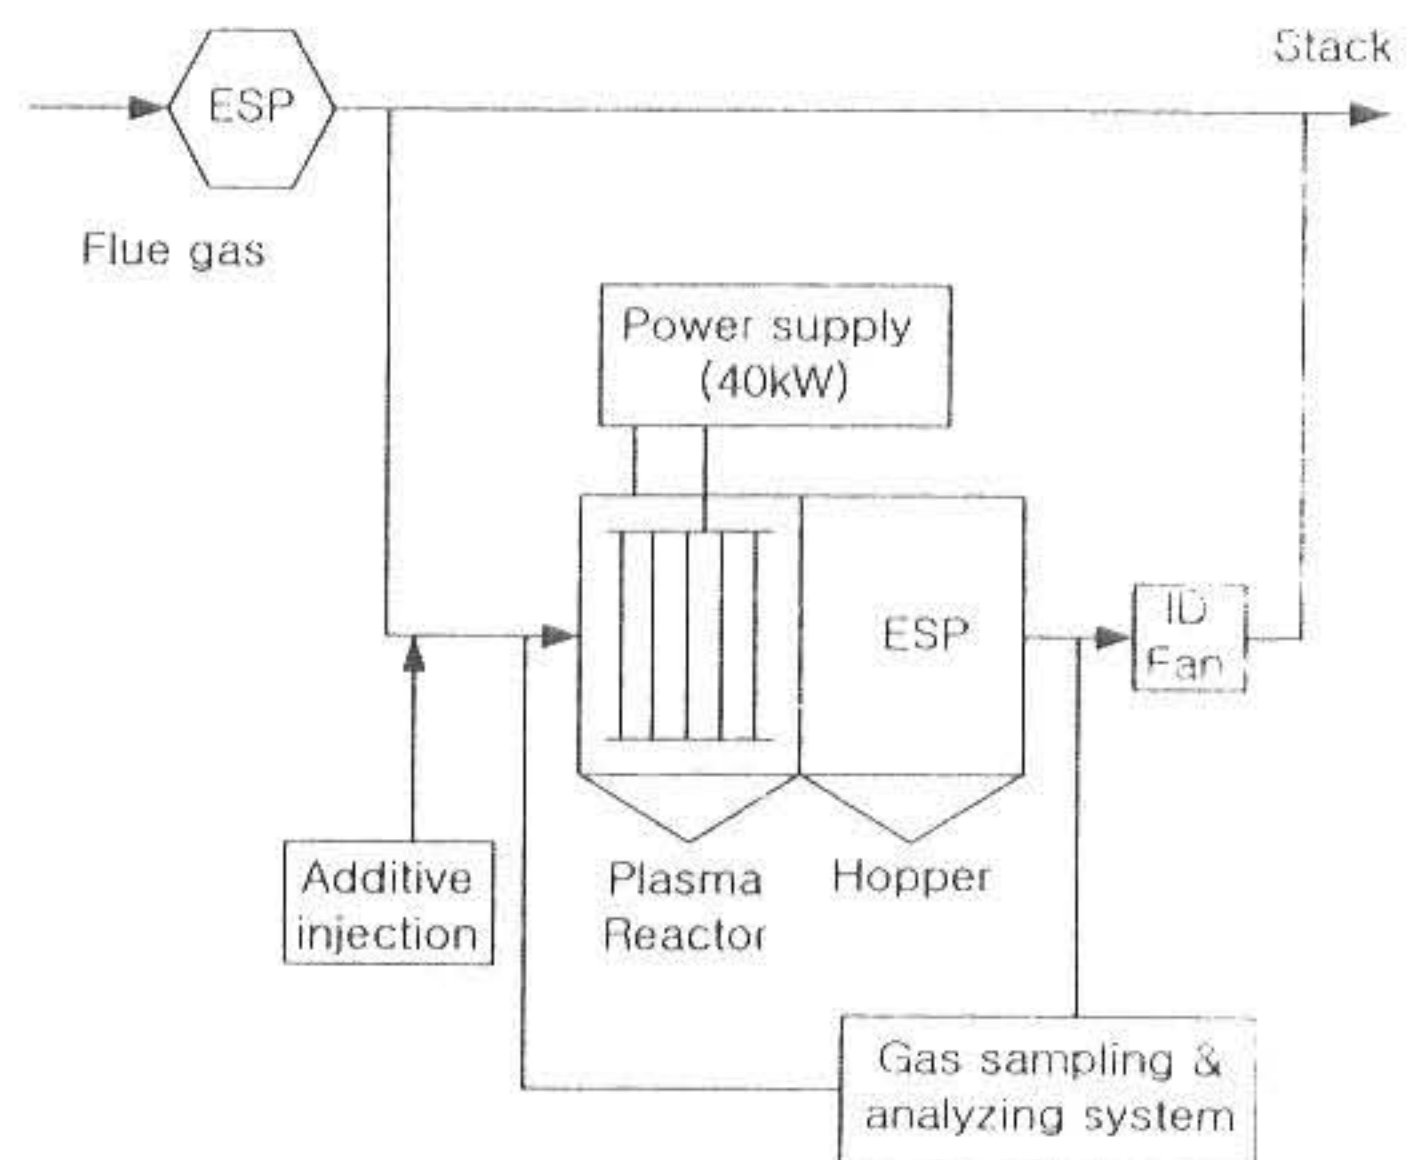 Stack
ESP
Flue gas
Power supply
(40kW)
ESP
ID
Fan
Additive
injection
Plasma
Reactor
Hopper
Gas sampling &
analyzing system